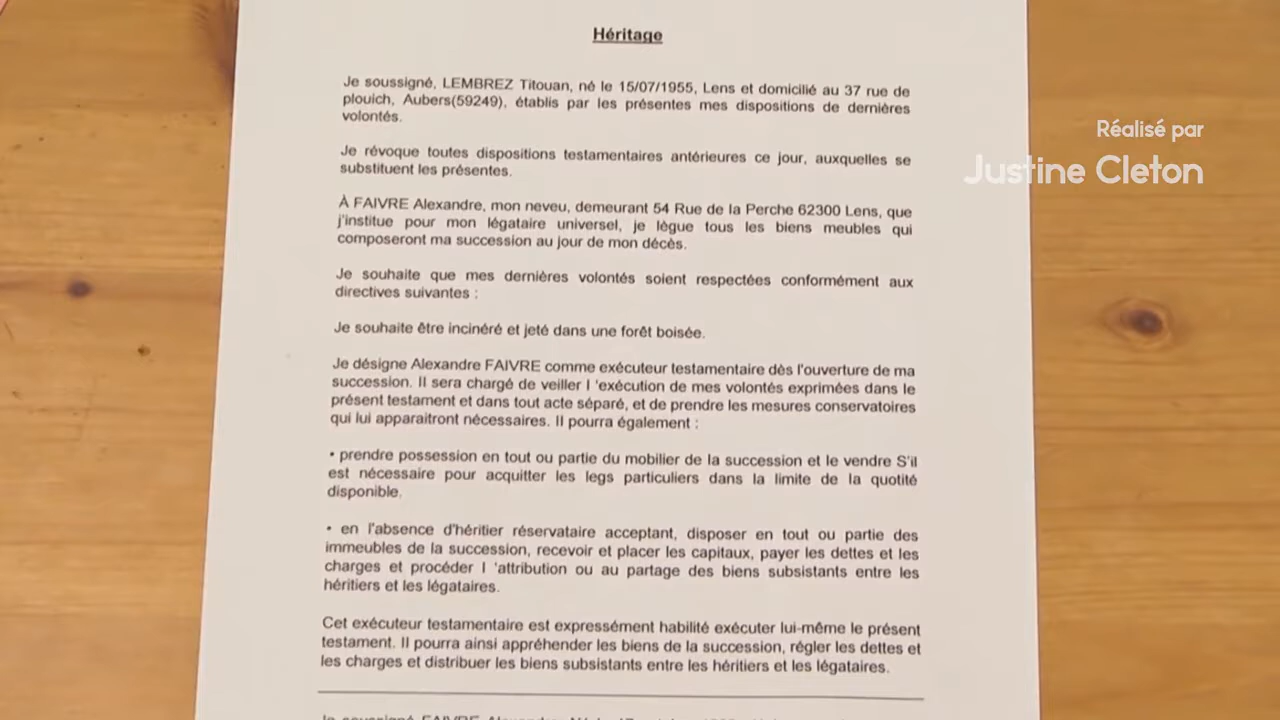 Héritage
Je soussigné, LEMBREZ Titouan, né le 15/07/1955, Lens et domicilié au 37 rue de
plouich, Aubers(59249), établis par les présentes mes dispositions de dernières
volontés.
Je révoque toutes dispositions testamentaires antérieures ce jour, auxquelles se
substituent les présentes.
À FAIVRE Alexandre, mon neveu, demeurant 54 Rue de la Perche 62300 Lens, que
j'institue pour mon légataire universel, je lègue tous les biens meubles qui
composeront ma succession au jour de mon décès.
Je souhaite que mes dernières volontés soient respectées conformément aux
directives suivantes :
Je souhaite être incinéré et jeté dans une forêt boisée.
Je désigne Alexandre FAIVRE comme exécuteur testamentaire dès l'ouverture de ma
succession. Il sera chargé de veiller l 'exécution de mes volontés exprimées dans le
présent testament et dans tout acte séparé, et de prendre les mesures conservatoires
qui lui apparaitront nécessaires. Il pourra également :
• prendre possession en tout ou partie du mobilier de la succession et le vendre S'il
est nécessaire pour acquitter les legs particuliers dans la limite de la quotité
disponible.
• en l'absence d'héritier réservataire acceptant, disposer en tout ou partie des
immeubles de la succession, recevoir et placer les capitaux, payer les dettes et les
charges et procéder l 'attribution ou au partage des biens subsistants entre les
héritiers et les légataires.
Cet exécuteur testamentaire est expressément habilité exécuter lui-même le présent
testament. Il pourra ainsi appréhender les biens de la succession, régler les dettes et
les charges et distribuer les biens subsistants entre les héritiers et les légataires.
Je soussigné FAIVRE Alexandre
Réalisé par
Justine Cleton